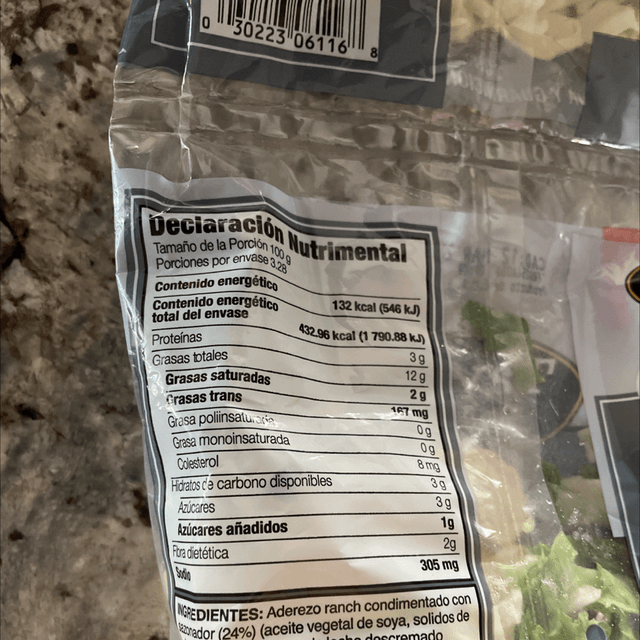 0 30223 06116 8
Declaración Nutrimental
Tamaño de la Porción 100 g
Porciones por envase 3.28
Contenido energético 132 kcal (546 kJ)
Contenido energético
total del envase 432.96 kcal (1 790.88 kJ)
Proteínas 3 g
Grasas totales 12 g
Grasas saturadas 2 g
Grasas trans 167 mg
Grasa poliinsaturada 0 g
Grasa monoinsaturada 0 g
Colesterol 8 mg
Hidratos de carbono disponibles 3 g
Azúcares 3 g
Azúcares añadidos 1g
Fibra dietética 2g
Sodio 305 mg
INGREDIENTES: Aderezo ranch condimentado con
sazonador (24%) (aceite vegetal de soya, solidos de
leche descremado